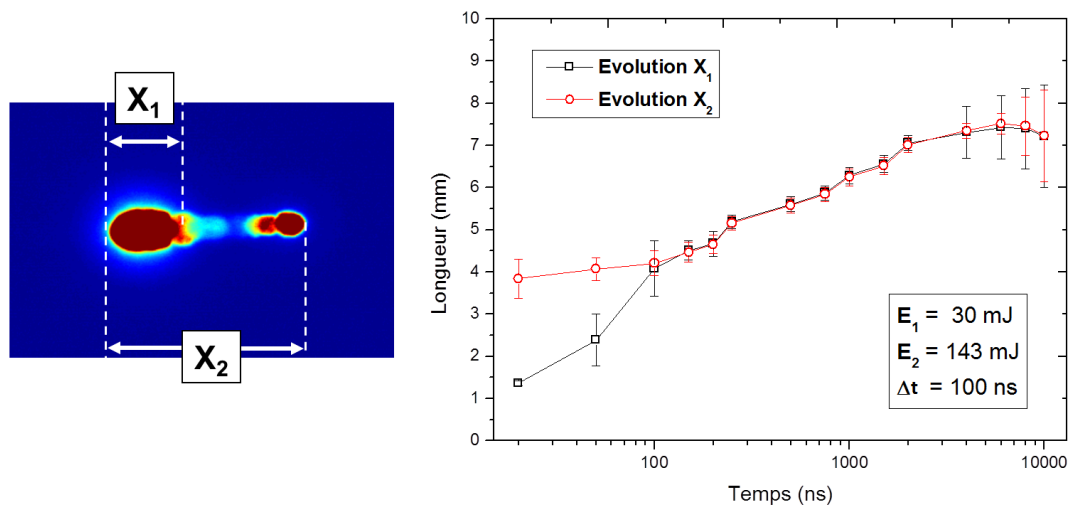 X₁
X₂
Evolution X₁
Evolution X₂
Longueur (mm)
10
9
8
7
6
5
4
3
2
1
0
E₁ = 30 mJ
E₂ = 143 mJ
Δt = 100 ns
100
1000
10000
Temps (ns)